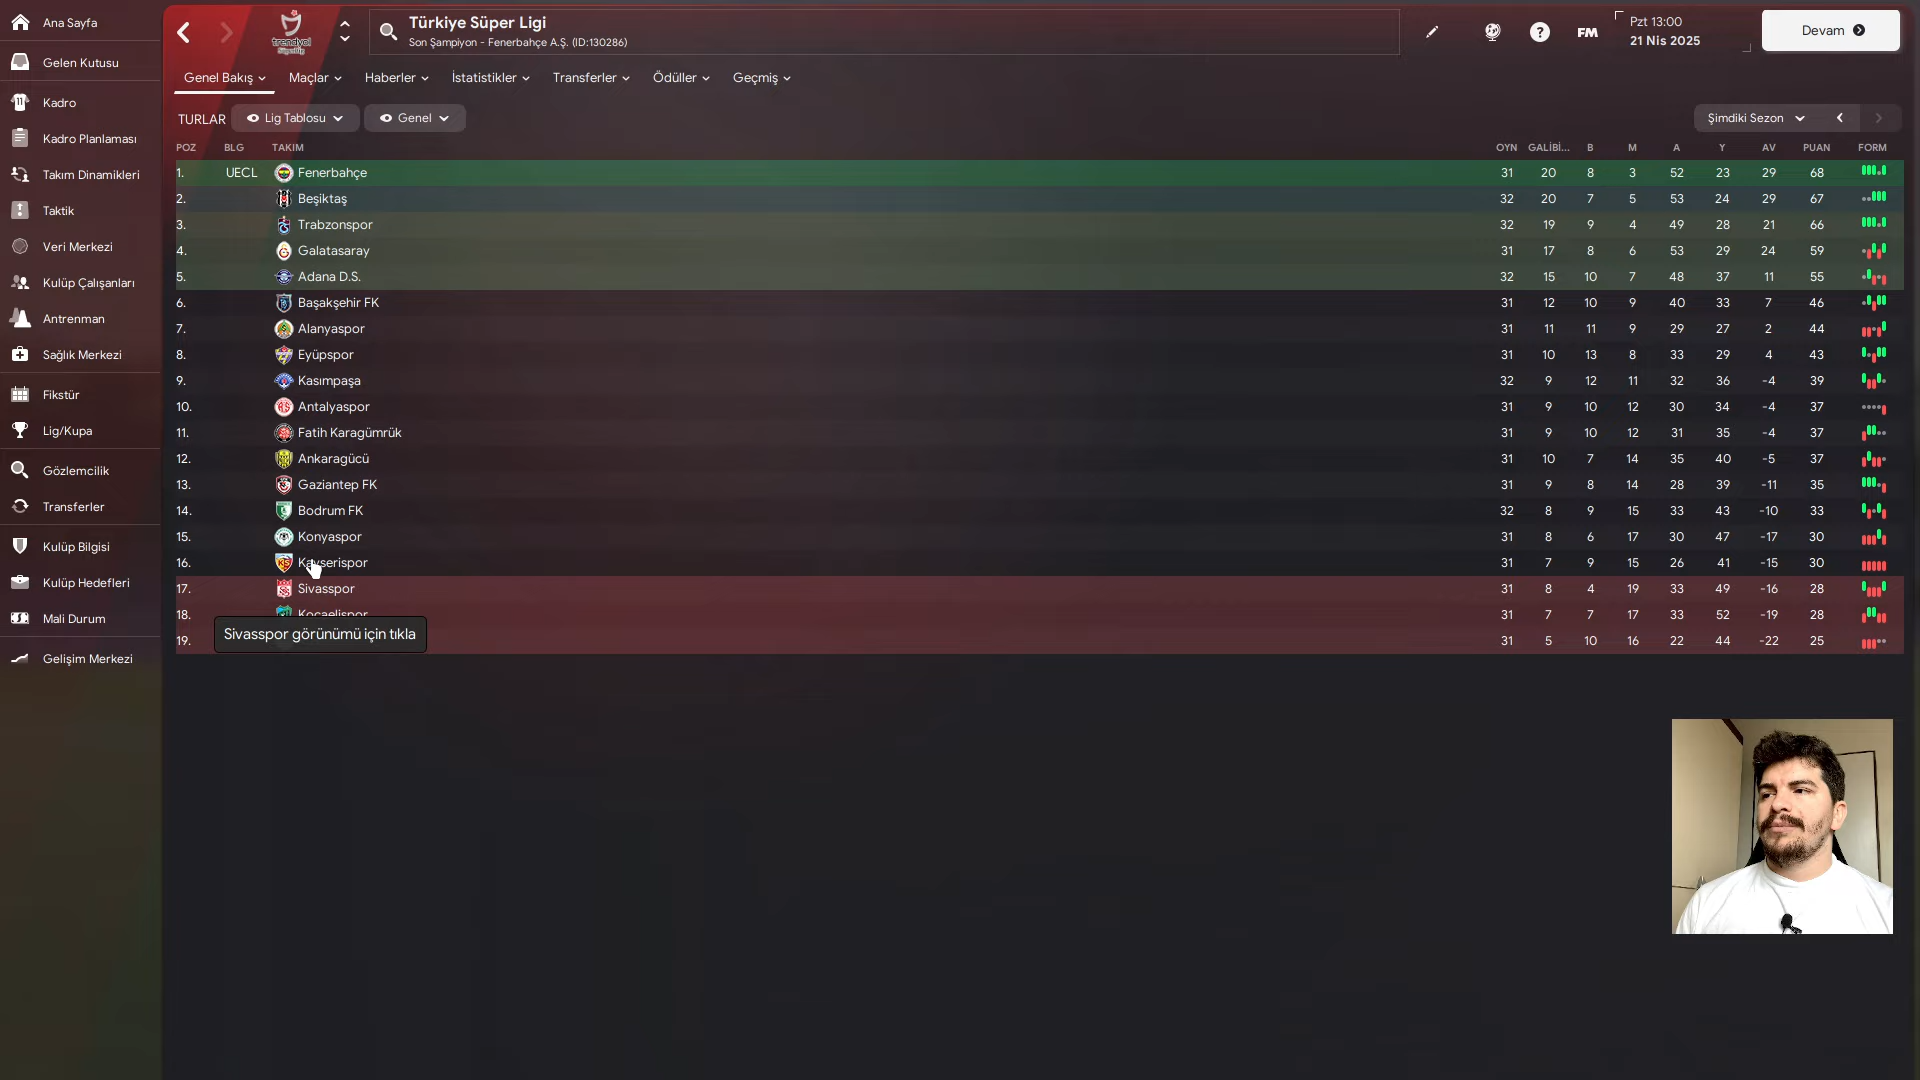 Ana Sayfa
Gelen Kutusu
Kadro
Kadro Planlaması
Takım Dinamikleri
Taktik
Veri Merkezi
Kulüp Çalışanları
Antrenman
Sağlık Merkezi
Fikstür
Lig/Kupa
Gözlemcilik
Transferler
Kulüp Bilgisi
Kulüp Hedefleri
Mali Durum
Gelişim Merkezi
trendyol
Türkiye Süper Ligi
Son Şampiyon - Fenerbahçe A.Ş. (ID:130286)
FM
Pzt 13:00
21 Nis 2025
Devam
Genel Bakış Maçlar Haberler İstatistikler Transferler Ödüller Geçmiş
TURLAR Lig Tablosu Genel Şimdiki Sezon
POZ BLG TAKIM OYN GALİBİ... B M A Y AV PUAN FORM
1. UECL Fenerbahçe 31 20 8 3 52 23 29 68
2. Beşiktaş 32 20 7 5 53 24 29 67
3. Trabzonspor 32 19 9 4 49 28 21 66
4. Galatasaray 31 17 8 6 53 29 24 59
5. Adana D.S. 32 15 10 7 48 37 11 55
6. Başakşehir FK 31 12 10 9 40 33 7 46
7. Alanyaspor 31 11 11 9 29 27 2 44
8. Eyüpspor 31 10 13 8 33 29 4 43
9. Kasımpaşa 32 9 12 11 32 36 -4 39
10. Antalyaspor 31 9 10 12 30 34 -4 37
11. Fatih Karagümrük 31 9 10 12 31 35 -4 37
12. Ankaragücü 31 10 7 14 35 40 -5 37
13. Gaziantep FK 31 9 8 14 28 39 -11 35
14. Bodrum FK 32 8 9 15 33 43 -10 33
15. Konyaspor 31 8 6 17 30 47 -17 30
16. Kayserispor 31 7 9 15 26 41 -15 30
17. Sivasspor 31 8 4 19 33 49 -16 28
18. Kocaelispor 31 7 7 17 33 52 -19 28
19. 31 5 10 16 22 44 -22 25
Sivasspor görünümü için tıkla